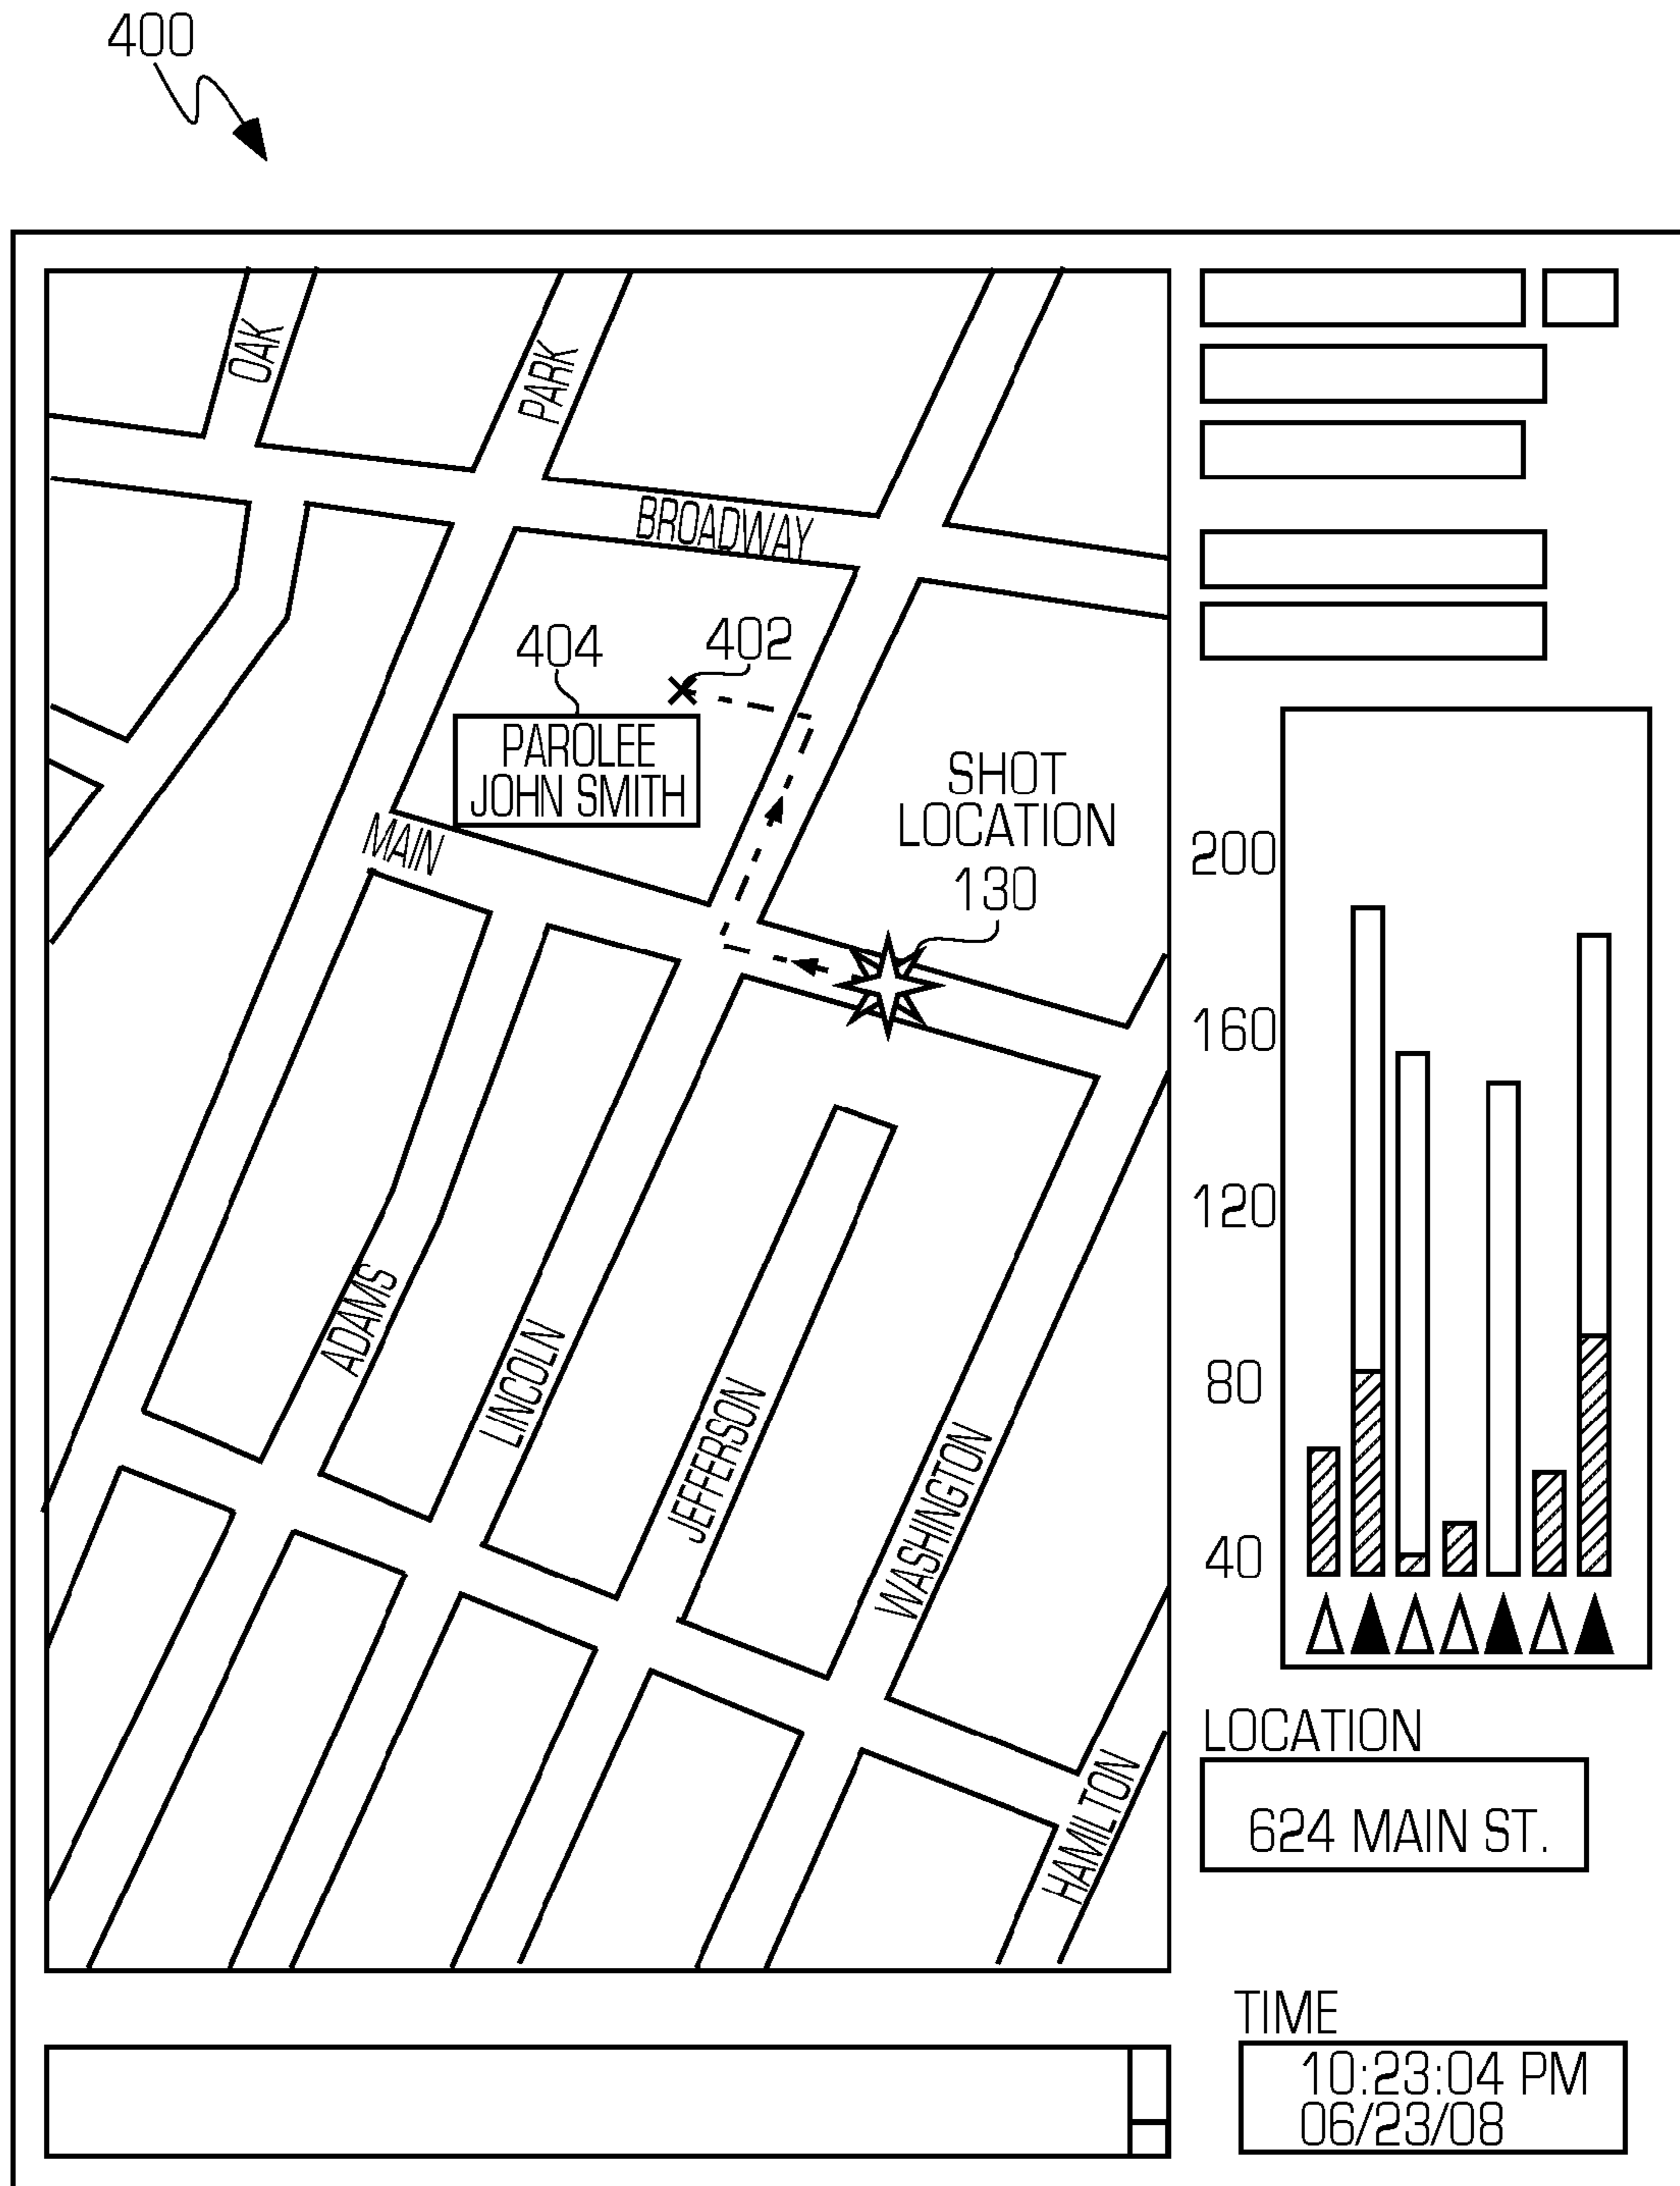 400
OAK
PARK
BROADWAY
404
402
PAROLEE
JOHN SMITH
MAIN
SHOT
LOCATION
130
ADAMS
LINCOLN
JEFFERSON
WASHINGTON
HAMILTON
200
160
120
80
40
LOCATION
624 MAIN ST.
TIME
10:23:04 PM
06/23/08